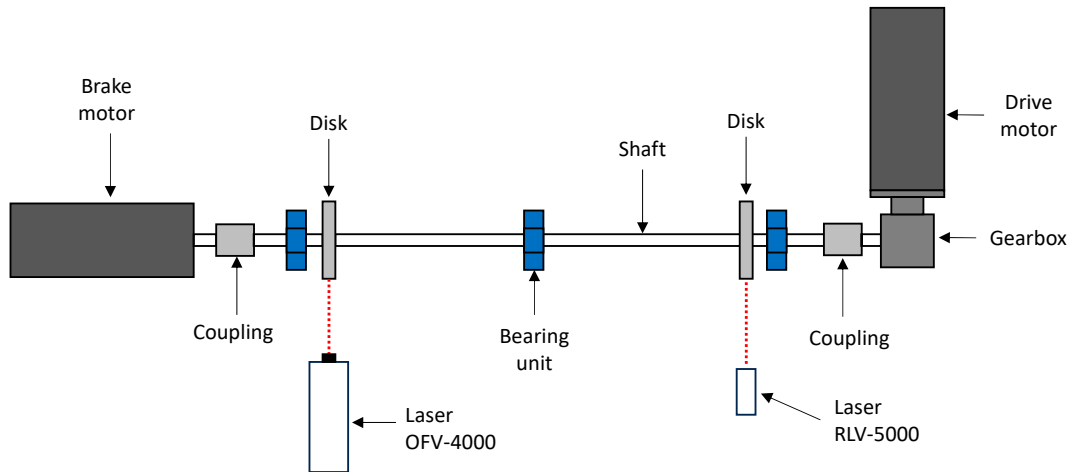 Brake
motor
Disk
Shaft
Disk
Drive
motor
Gearbox
Coupling
Bearing
unit
Coupling
Laser
OFV-4000
Laser
RLV-5000